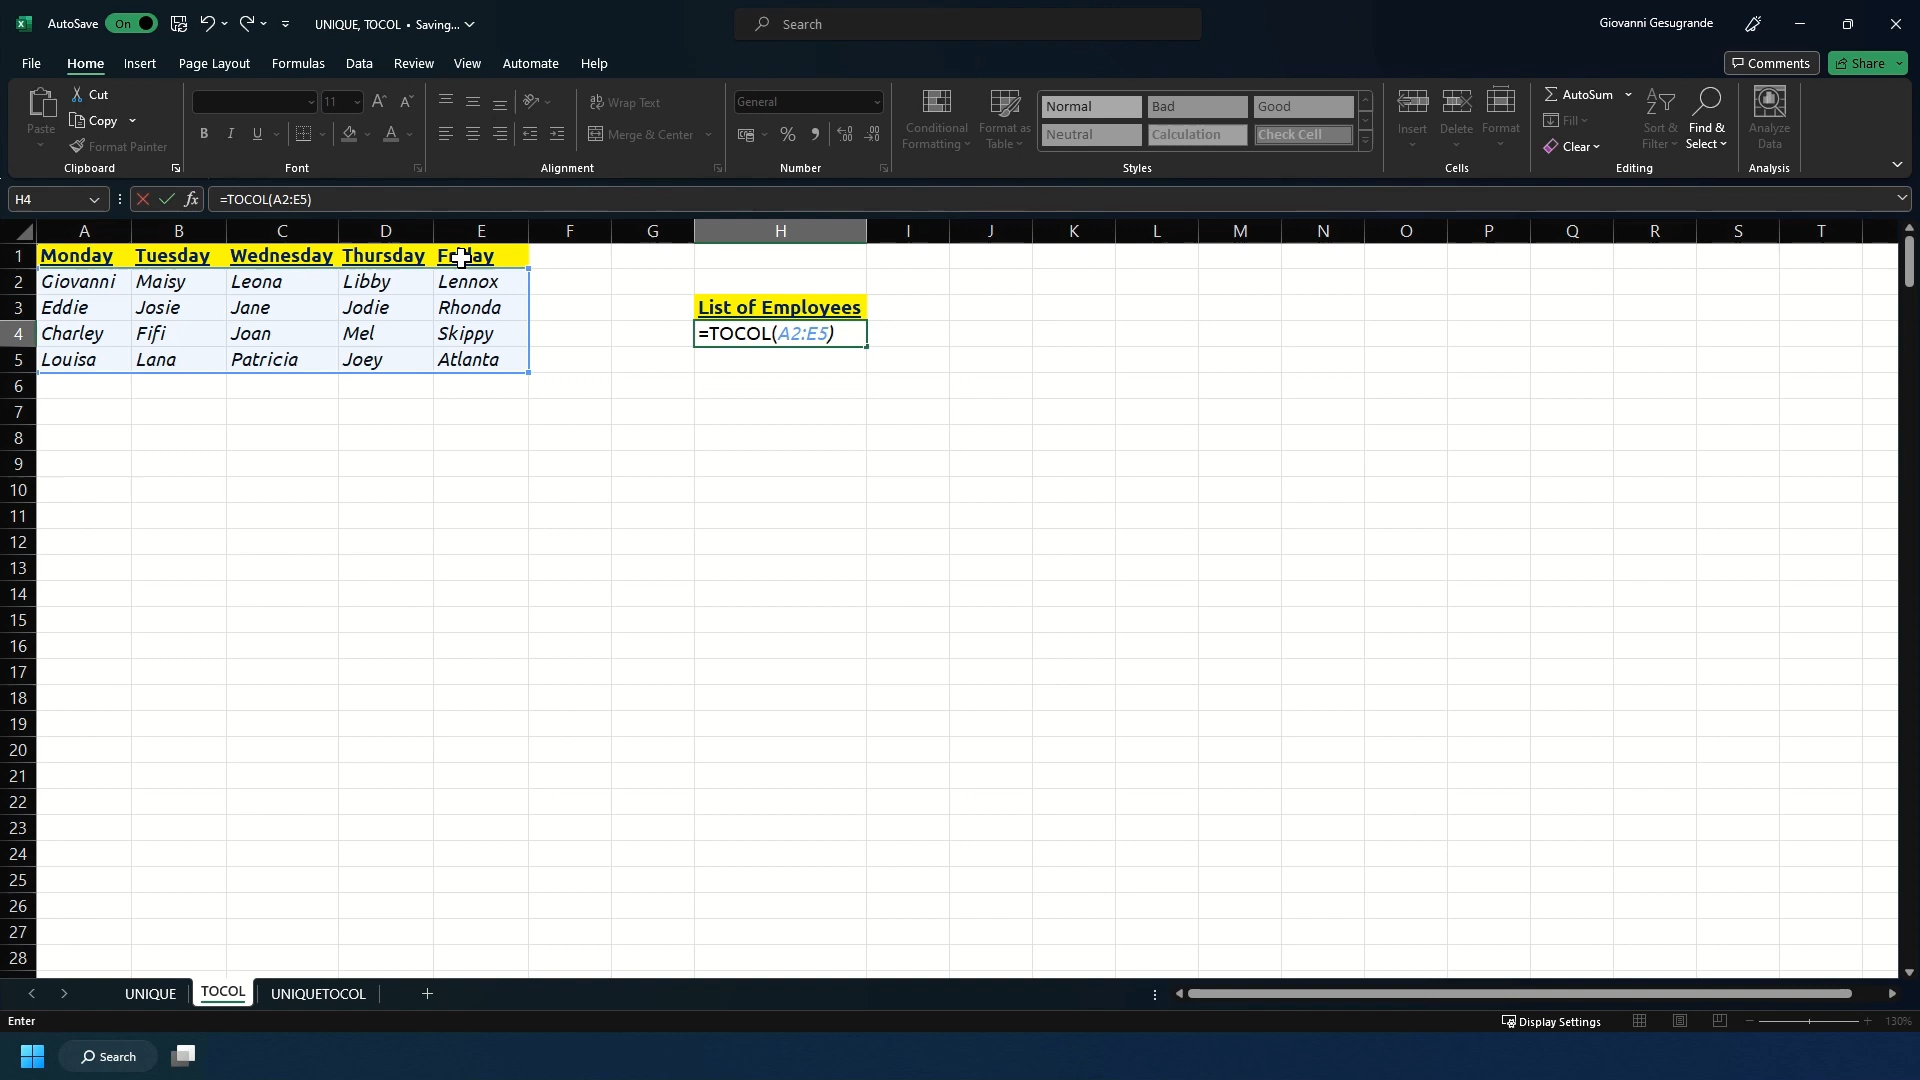 AutoSave On UNIQUE, TOCOL • Saving... Search Giovanni Gesugrande
File Home Insert Page Layout Formulas Data Review View Automate Help Comments Share
Paste Cut Copy Format Painter Clipboard
11 B I U Font
Wrap Text Merge & Center Alignment
General % Number
Conditional Formatting Format as Table Normal Bad Good Neutral Calculation Check Cell Styles
Insert Delete Format Cells
AutoSum Fill Clear Sort & Filter Find & Select Editing
Analyze Data Analysis
H4 fx =TOCOL(A2:E5)
A B C D E F G H I J K L M N O P Q R S T
1 Monday Tuesday Wednesday Thursday
2 Giovanni Maisy Leona Libby Lennox
3 Eddie Josie Jane Jodie Rhonda List of Employees
4 Charley Fifi Joan Mel Skippy =TOCOL(A2:E5)
5 Louisa Lana Patricia Joey Atlanta
6
7
8
9
10
11
12
13
14
15
16
17
18
19
20
21
22
23
24
25
26
27
28
UNIQUE TOCOL UNIQUETOCOL
Enter Display Settings 130%
Search